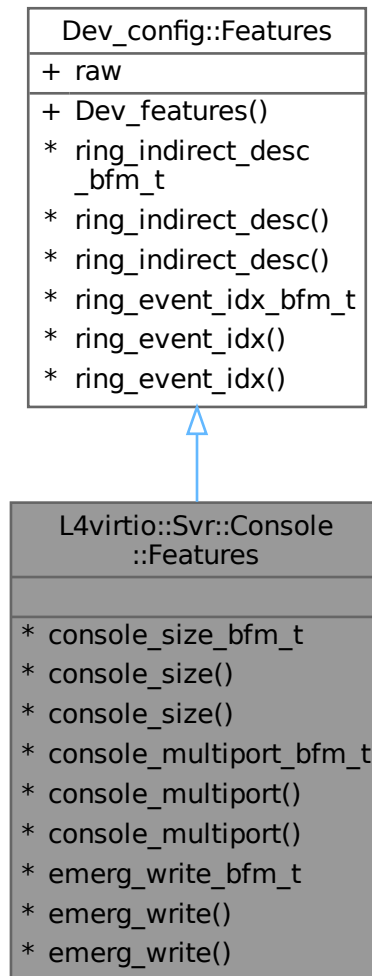 Dev_config::Features
+ raw
+ Dev_features()
* ring_indirect_desc
_bfm_t
* ring_indirect_desc()
* ring_indirect_desc()
* ring_event_idx_bfm_t
* ring_event_idx()
* ring_event_idx()
L4virtio::Svr::Console
::Features
* console_size_bfm_t
* console_size()
* console_size()
* console_multiport_bfm_t
* console_multiport()
* console_multiport()
* emerg_write_bfm_t
* emerg_write()
* emerg_write()